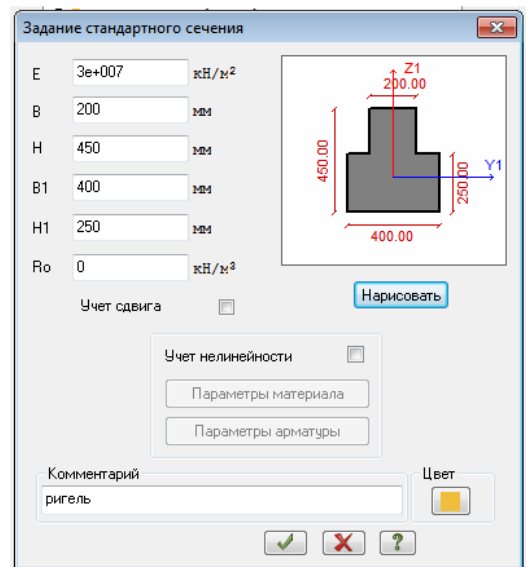 Задание стандартного сечения
E 3e+007 кН/м²
B 200 мм
H 450 мм
B1 400 мм
H1 250 мм
Ro 0 кН/м³
Z1
200.00
450.00
Y1
250.00
400.00
Учет сдвига
Нарисовать
Учет нелинейности
Параметры материала
Параметры арматуры
Комментарий
ригель
Цвет
?